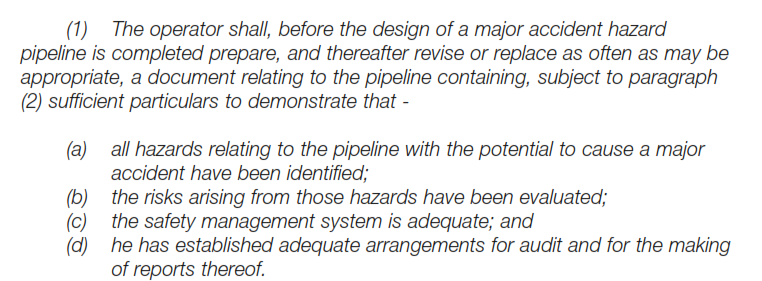 (1) The operator shall, before the design of a major accident hazard
pipeline is completed prepare, and thereafter revise or replace as often as may be
appropriate, a document relating to the pipeline containing, subject to paragraph
(2) sufficient particulars to demonstrate that -
(a) all hazards relating to the pipeline with the potential to cause a major
accident have been identified;
(b) the risks arising from those hazards have been evaluated;
(c) the safety management system is adequate; and
(d) he has established adequate arrangements for audit and for the making
of reports thereof.